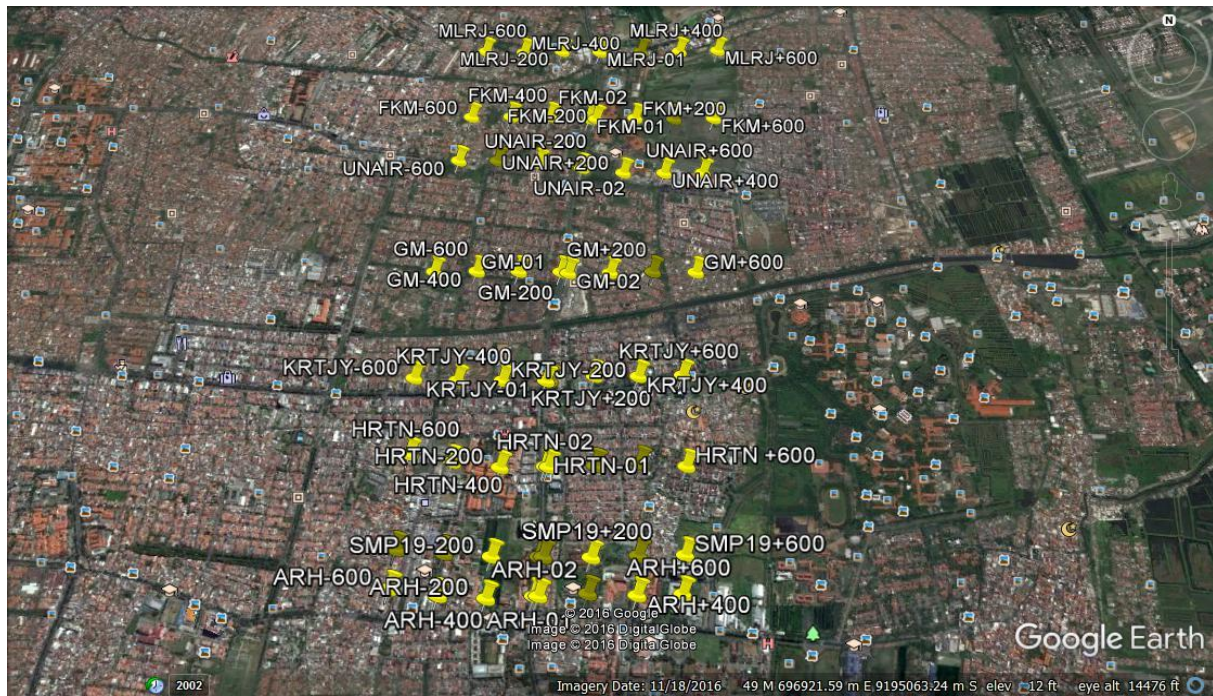 N
MLRJ-600
MLRJ+400
MLRJ-400
MLRJ-200
MLRJ-01
MLRJ+600
FKM-400
FKM-02
FKM-600
FKM+200
FKM-200
FKM-01
FKM+600
UNAIR-200
UNAIR+600
UNAIR-600
UNAIR+200
UNAIR+400
UNAIR-02
GM-600
GM+200
GM-01
GM+600
GM-400
GM-02
GM-200
KRTJY-400
KRTJY+600
KRTJY-600
KRTJY-200
KRTJY-01
KRTJY+400
KRTJY+200
HRTN-600
HRTN-02
HRTN-200
HRTN-01
HRTN +600
HRTN-400
SMP19+200
SMP19-200
SMP19+600
ARH-02
ARH+600
ARH-600
ARH-200
ARH+400
ARH-400
ARH-01
© 2016 Google
Image © 2016 DigitalGlobe
Image © 2016 DigitalGlobe
Google Earth
2002
Imagery Date: 11/18/2016 49 M 696921.59 m E 9195063.24 m S elev 12 ft eye alt 14476 ft